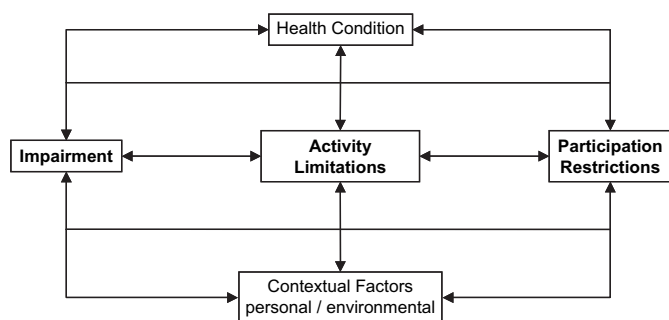 Health Condition
Impairment
Activity
Limitations
Participation
Restrictions
Contextual Factors
personal / environmental